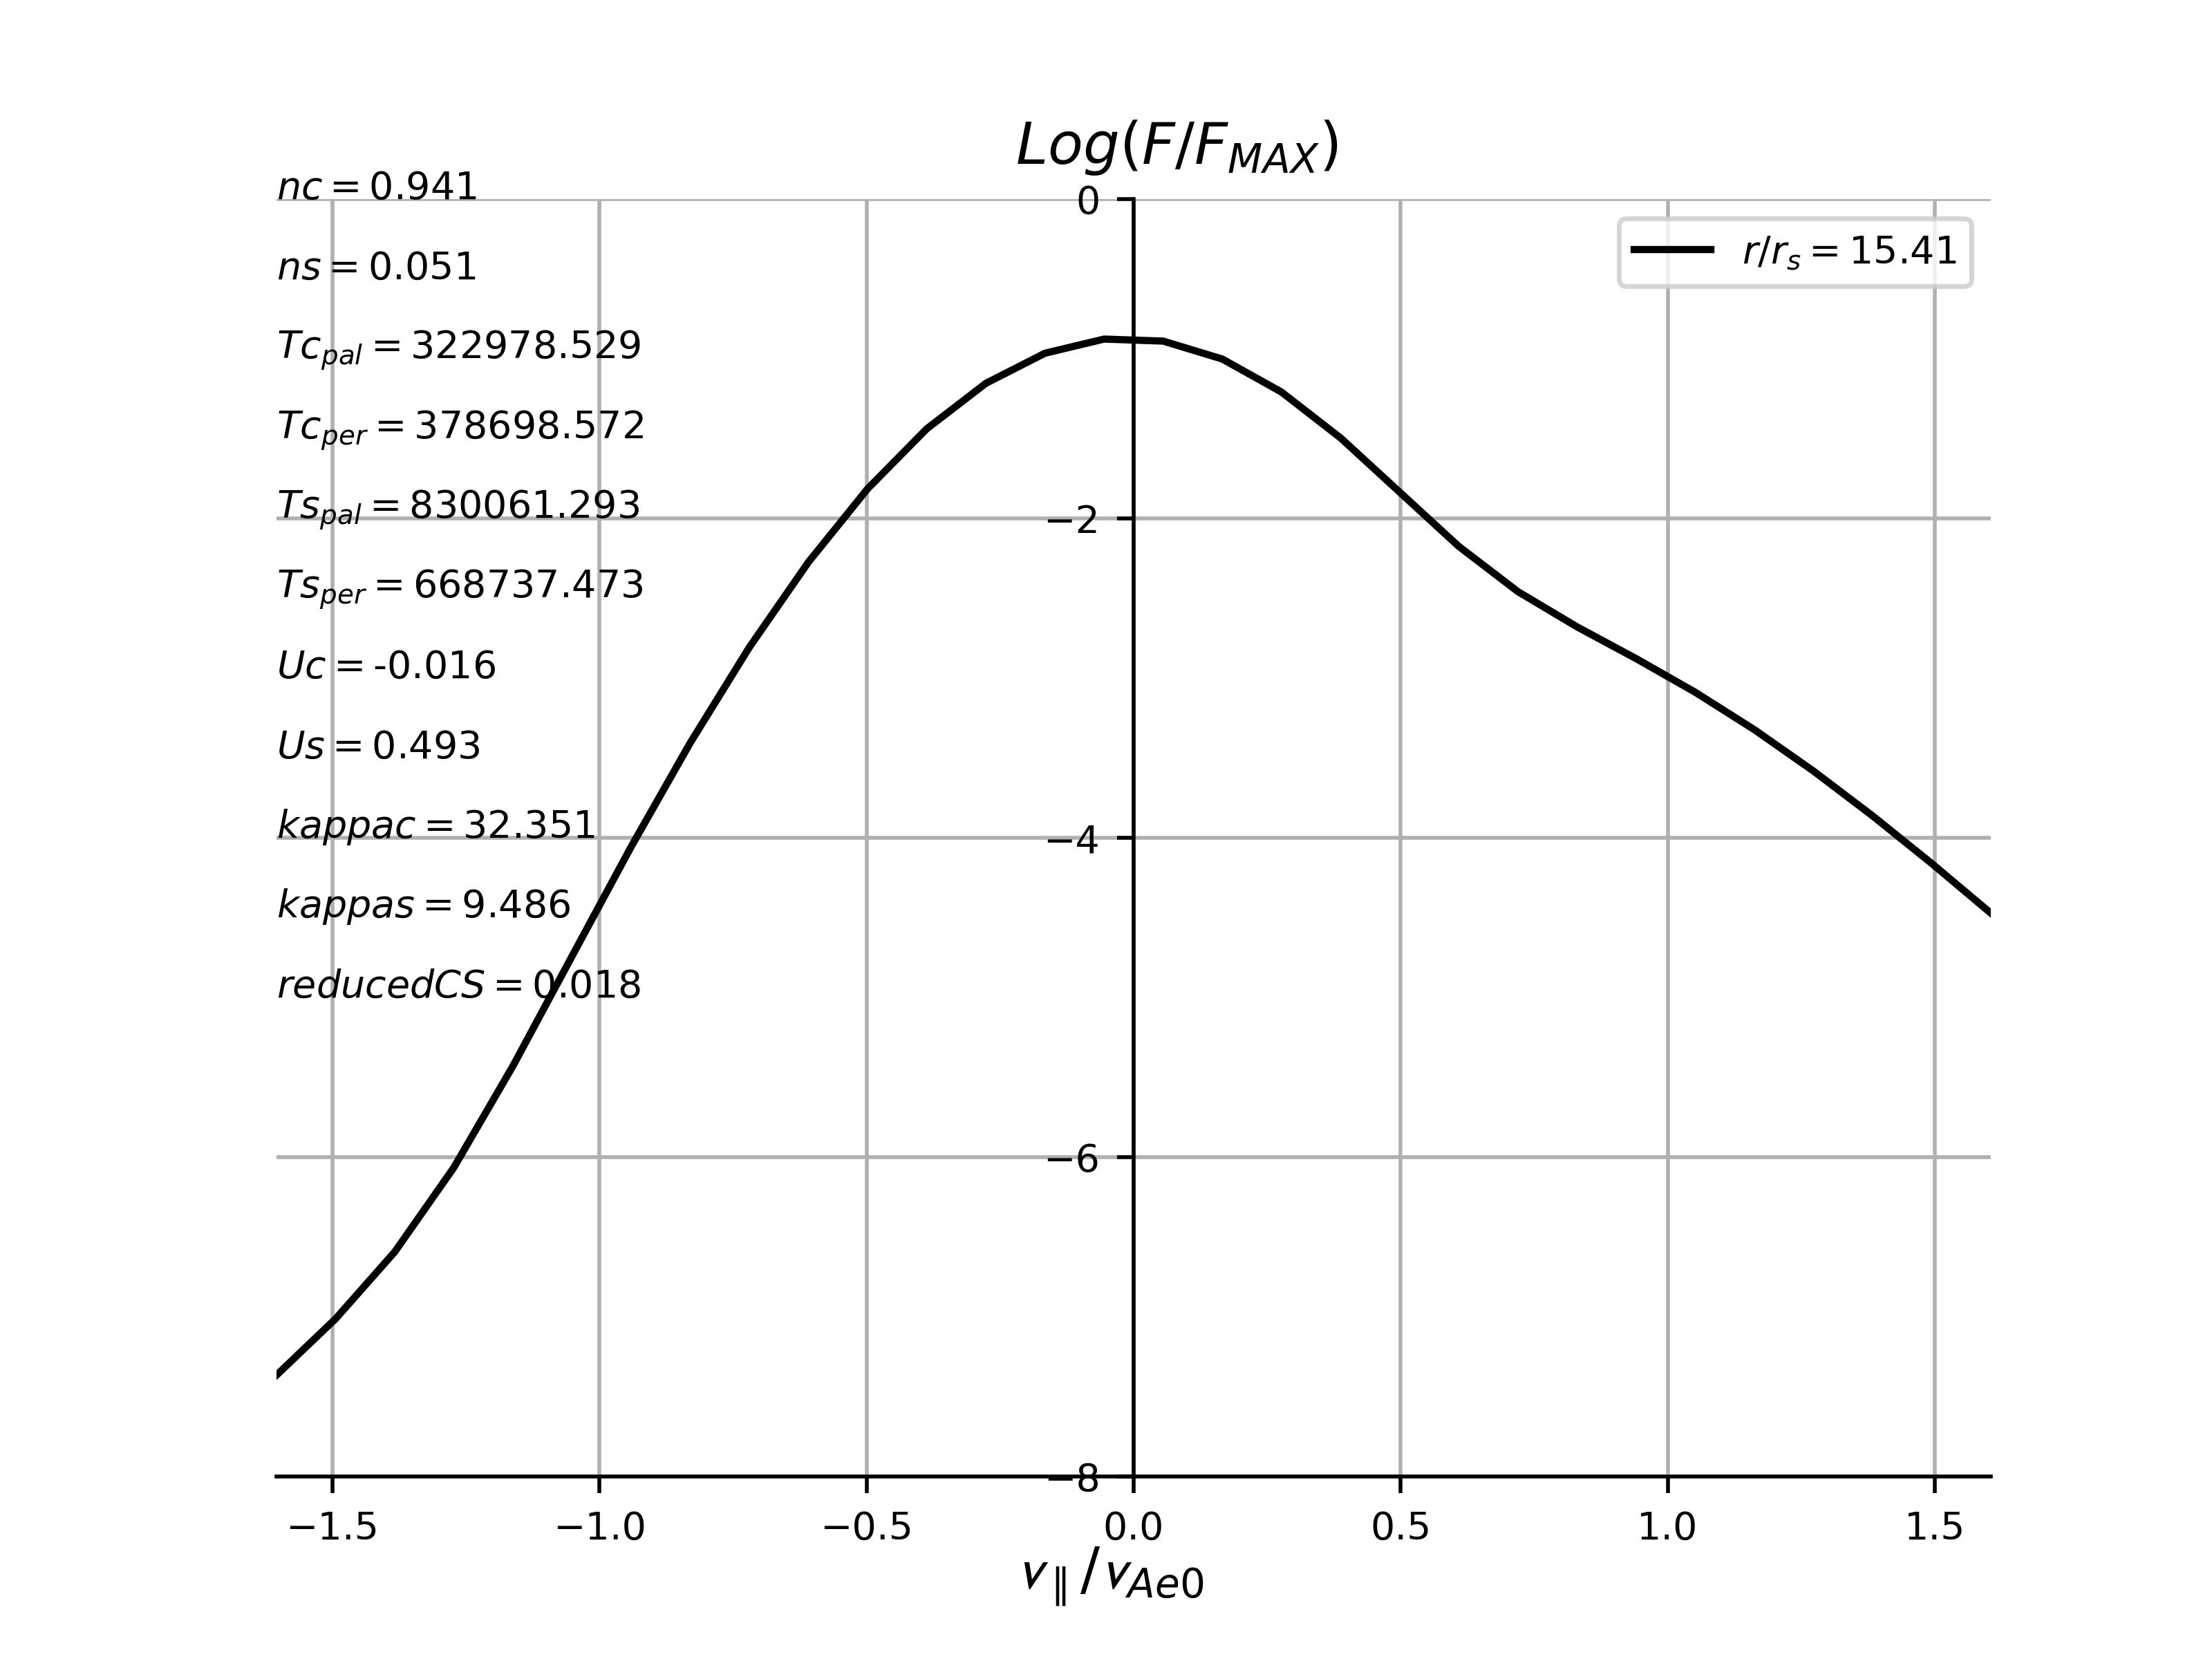 Log(F/F_MAX)
nc = 0.941
0
r/r_s = 15.41
ns = 0.051
Tc_pal = 322978.529
Tc_per = 378698.572
Ts_pal = 830061.293
−2
Ts_per = 668737.473
Uc = -0.016
Us = 0.493
kappac = 32.351
−4
kappas = 9.486
reducedCS = 0.018
−6
−8
−1.5 −1.0 −0.5 0.0 0.5 1.0 1.5
v_∥/v_Ae0